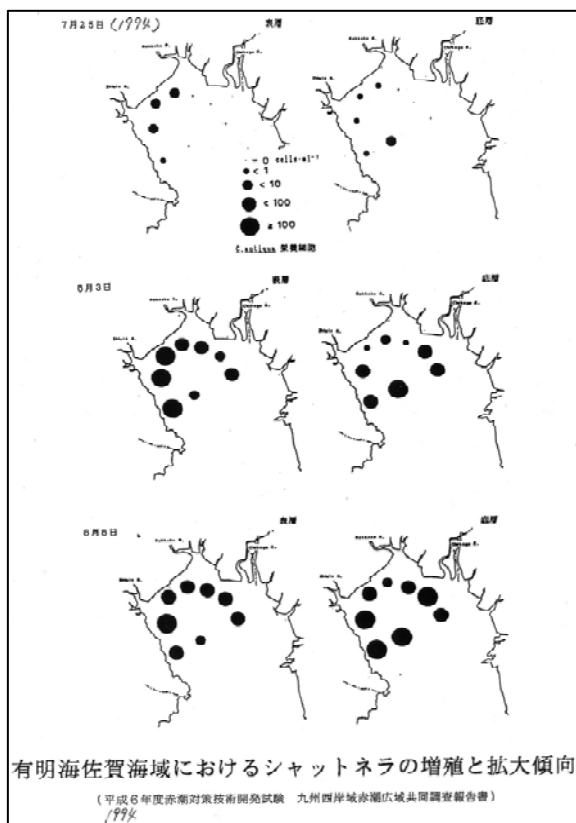 7月25日(1994) 表層 底層
- 0 cells・ml⁻¹
< 1
< 10
< 100
≥ 100
C.antiqua 栄養細胞
8月3日 表層 底層
8月8日 表層 底層
有明海佐賀海域におけるシャットネラの増殖と拡大傾向
(平成6年度赤潮対策技術開発試験 九州西岸域赤潮広域共同調査報告書)
1994